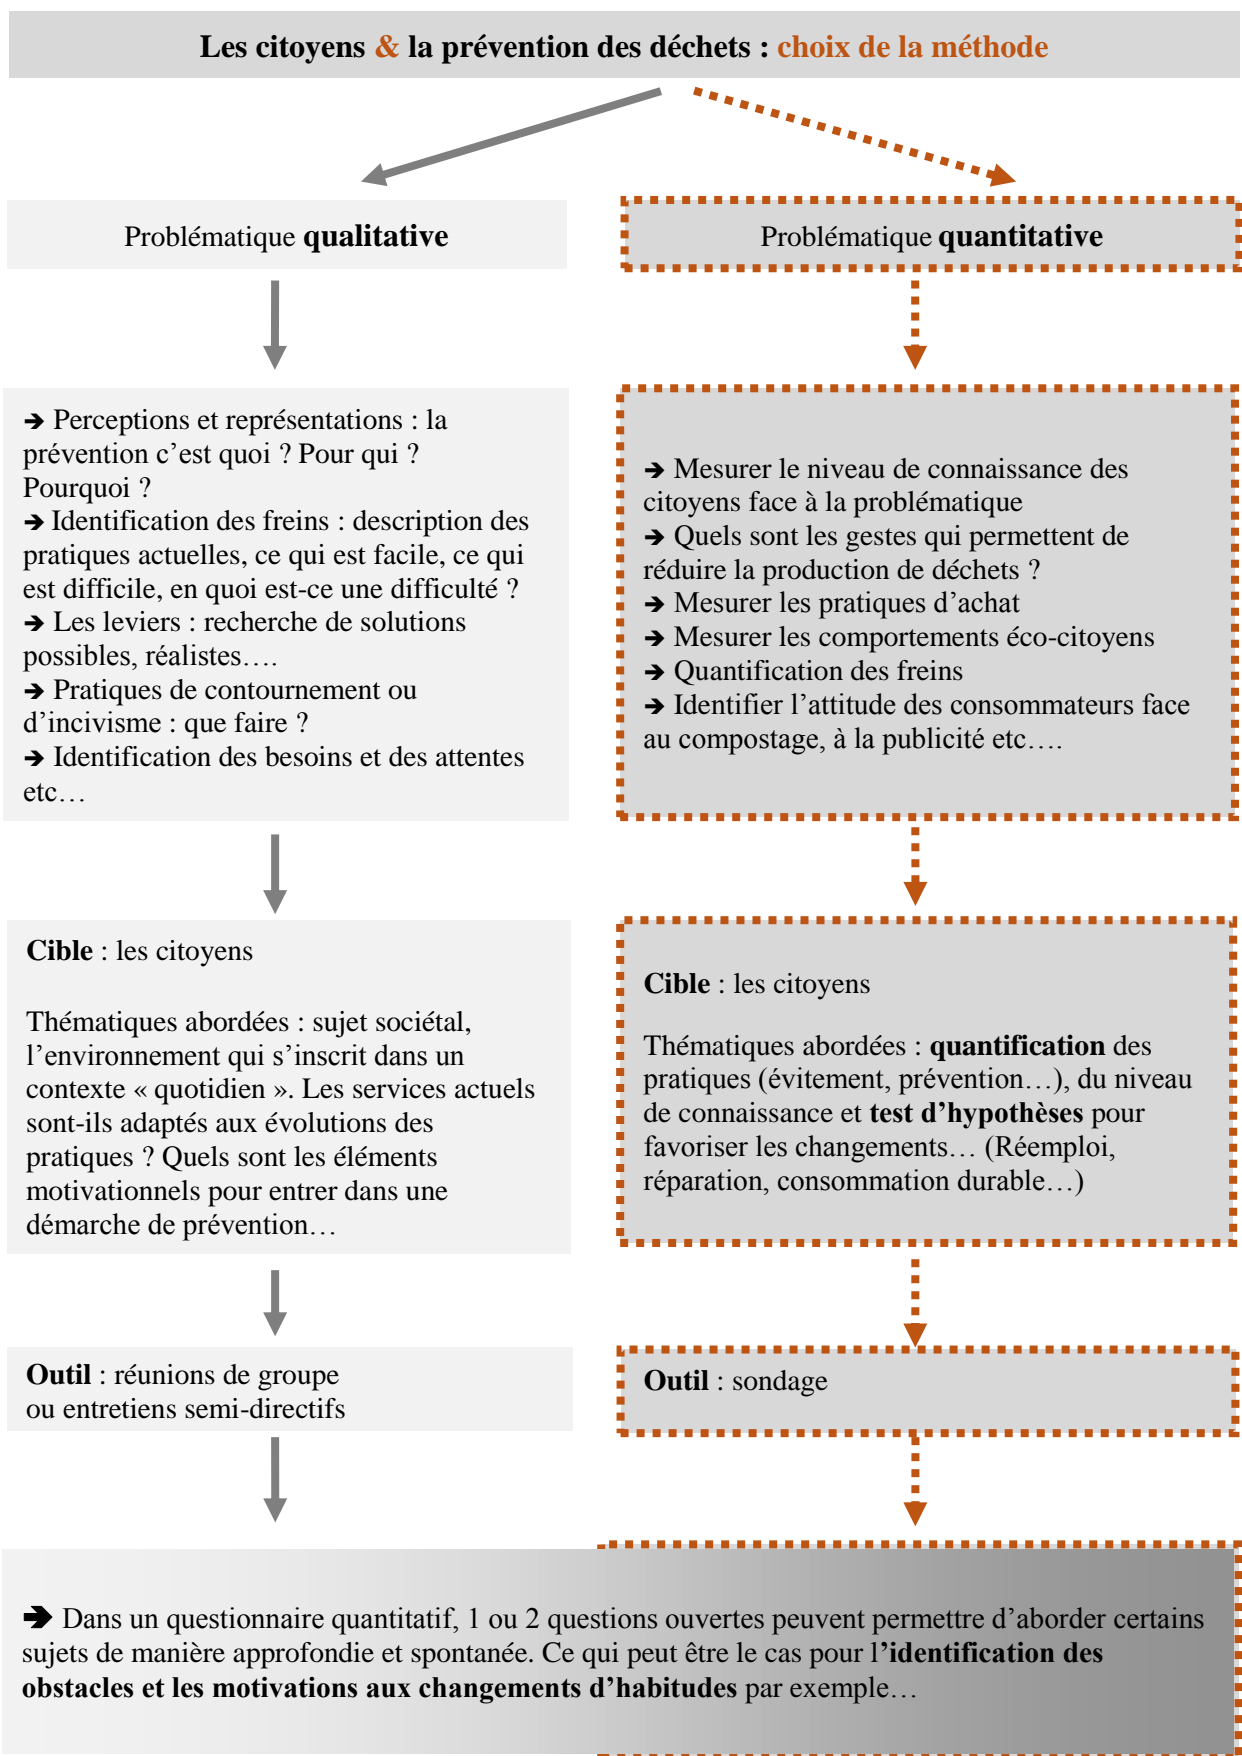 Les citoyens & la prévention des déchets : choix de la méthode
Problématique qualitative
➔ Perceptions et représentations : la
prévention c’est quoi ? Pour qui ?
Pourquoi ?
➔ Identification des freins : description des
pratiques actuelles, ce qui est facile, ce qui
est difficile, en quoi est-ce une difficulté ?
➔ Les leviers : recherche de solutions
possibles, réalistes….
➔ Pratiques de contournement ou
d’incivisme : que faire ?
➔ Identification des besoins et des attentes
etc…
Cible : les citoyens
Thématiques abordées : sujet sociétal,
l’environnement qui s’inscrit dans un
contexte « quotidien ». Les services actuels
sont-ils adaptés aux évolutions des
pratiques ? Quels sont les éléments
motivationnels pour entrer dans une
démarche de prévention…
Outil : réunions de groupe
ou entretiens semi-directifs
Problématique quantitative
➔ Mesurer le niveau de connaissance des
citoyens face à la problématique
➔ Quels sont les gestes qui permettent de
réduire la production de déchets ?
➔ Mesurer les pratiques d’achat
➔ Mesurer les comportements éco-citoyens
➔ Quantification des freins
➔ Identifier l’attitude des consommateurs face
au compostage, à la publicité etc….
Cible : les citoyens
Thématiques abordées : quantification des
pratiques (évitement, prévention…), du niveau
de connaissance et test d’hypothèses pour
favoriser les changements… (Réemploi,
réparation, consommation durable…)
Outil : sondage
➔ Dans un questionnaire quantitatif, 1 ou 2 questions ouvertes peuvent permettre d’aborder certains
sujets de manière approfondie et spontanée. Ce qui peut être le cas pour l’identification des
obstacles et les motivations aux changements d’habitudes par exemple…